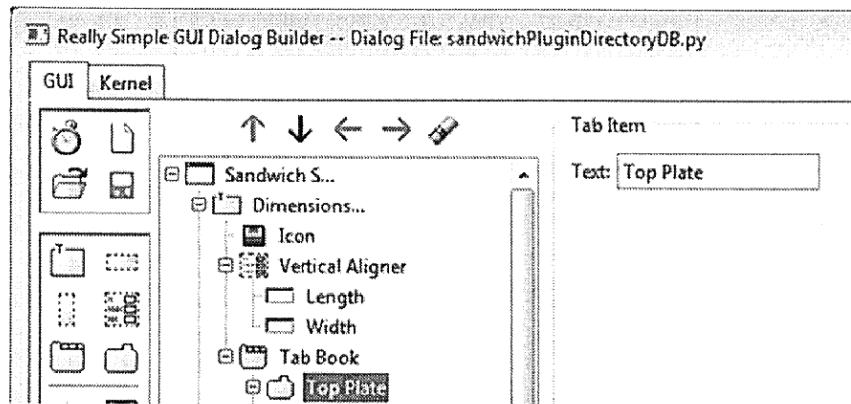 Really Simple GUI Dialog Builder -- Dialog File: sandwichPluginDirectoryDB.py
GUI Kernel
Tab Item
Text: Top Plate
Sandwich S...
Dimensions...
Icon
Vertical Aligner
Length
Width
Tab Book
Top Plate